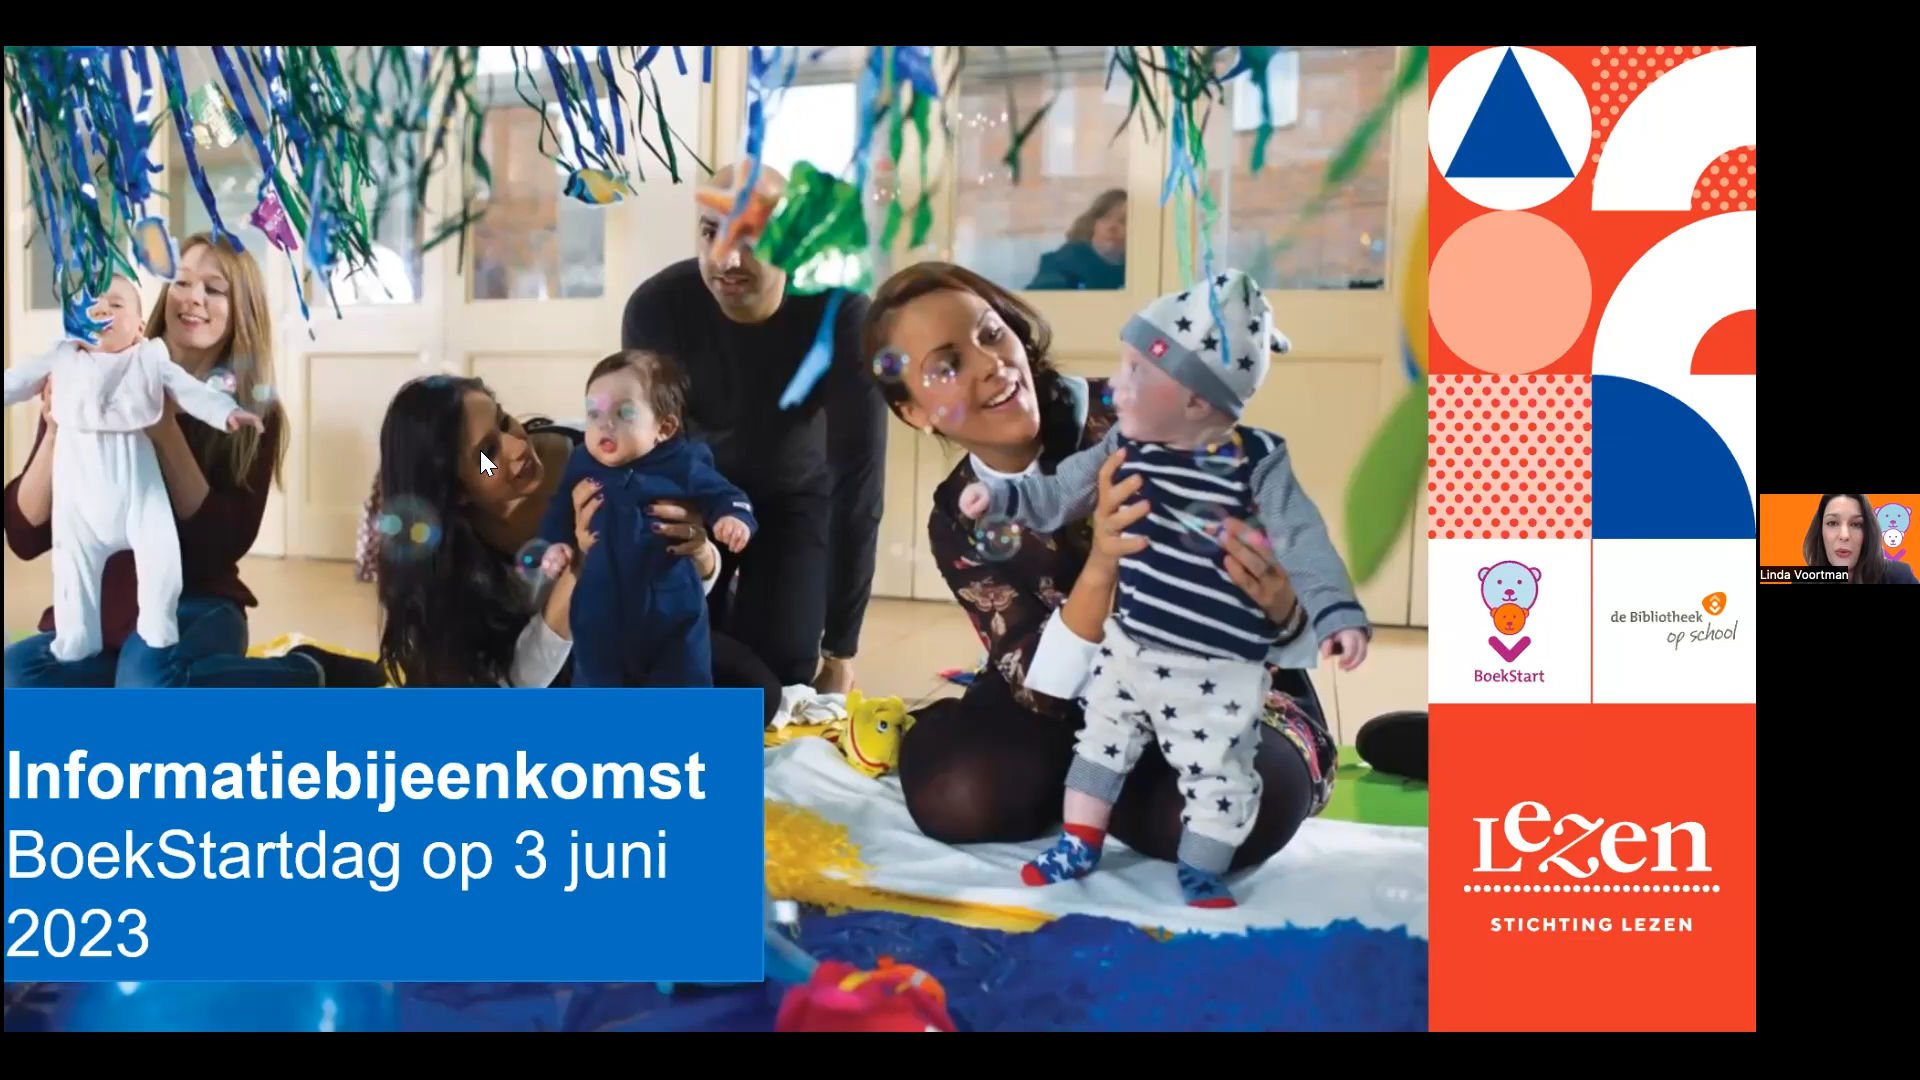 Informatiebijeenkomst
BoekStartdag op 3 juni
2023
BoekStart
de Bibliotheek
op school
Lezen
STICHTING LEZEN
Linda Voortman